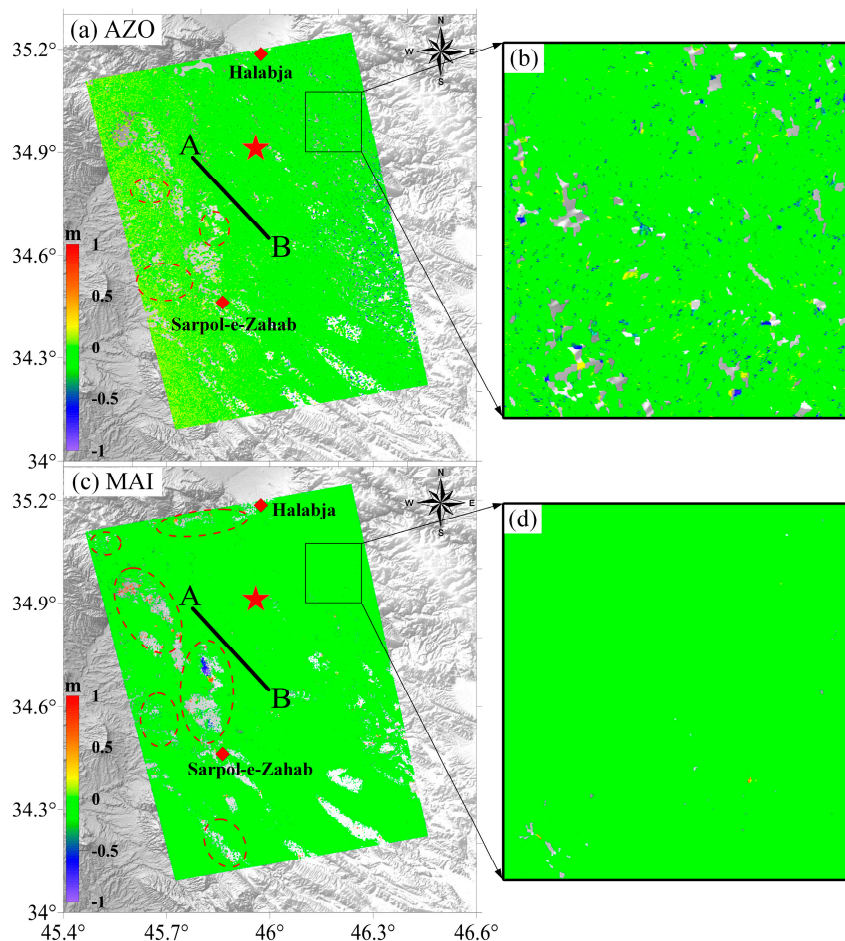 (a) AZO
N
W E
S
35.2°
Halabja
34.9°
A
B
34.6°
m
1
0.5
0
-0.5
-1
Sarpol-e-Zahab
34.3°
34°
(b)
(c) MAI
N
W E
S
35.2°
Halabja
34.9°
A
B
34.6°
m
1
0.5
0
-0.5
-1
Sarpol-e-Zahab
34.3°
34°
45.4° 45.7° 46° 46.3° 46.6°
(d)